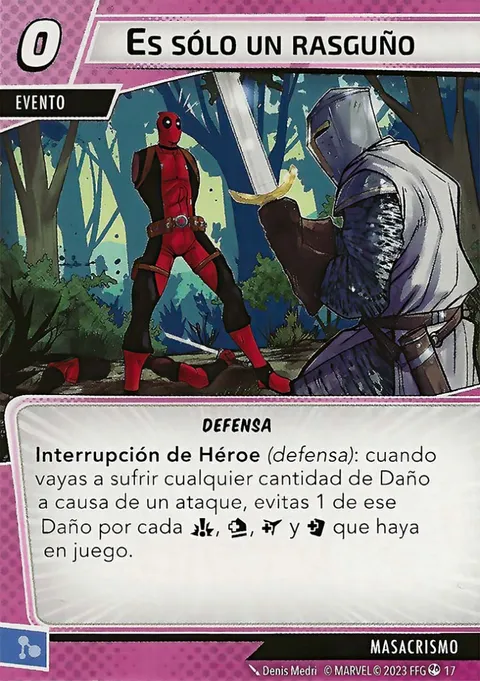 0
ES SÓLO UN RASGUÑO
EVENTO
DEFENSA
Interrupción de Héroe (defensa): cuando
vayas a sufrir cualquier cantidad de Daño
a causa de un ataque, evitas 1 de ese
Daño por cada , , y que haya
en juego.
MASACRISMO
Denis Medri © MARVEL © 2023 FFG 17